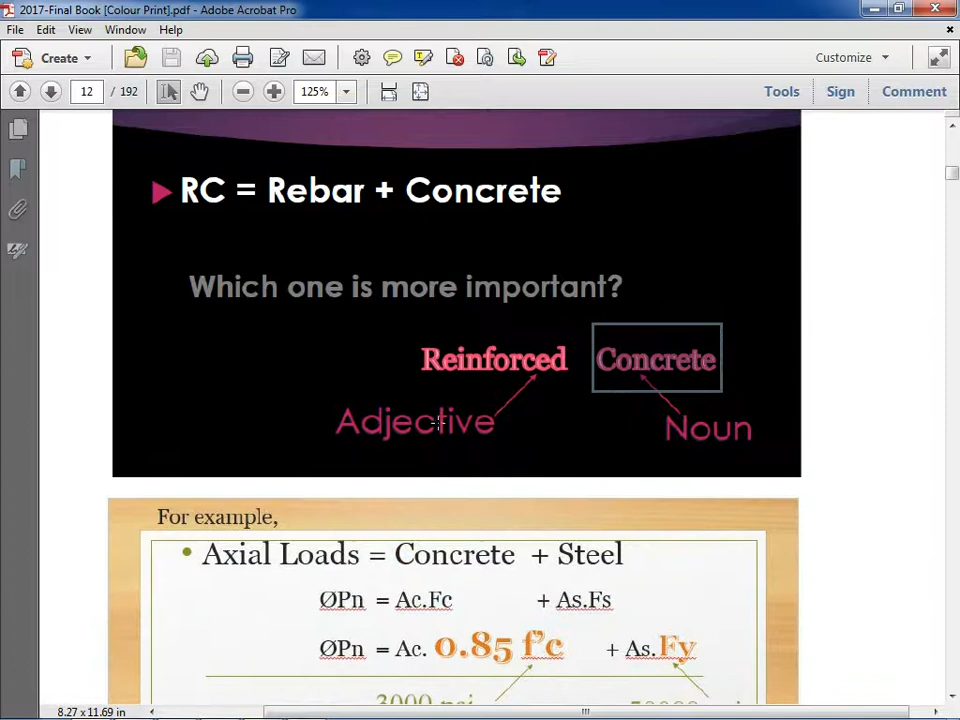 2017-Final Book [Colour Print].pdf - Adobe Acrobat Pro
File Edit View Window Help
Create Customize
12 / 192 125% Tools Sign Comment
RC = Rebar + Concrete
Which one is more important?
Reinforced Concrete
Adjective Noun
For example,
• Axial Loads = Concrete + Steel
ØPn = Ac.Fc + As.Fs
ØPn = Ac. 0.85 f'c + As.Fy
3000 psi
8.27 x 11.69 in